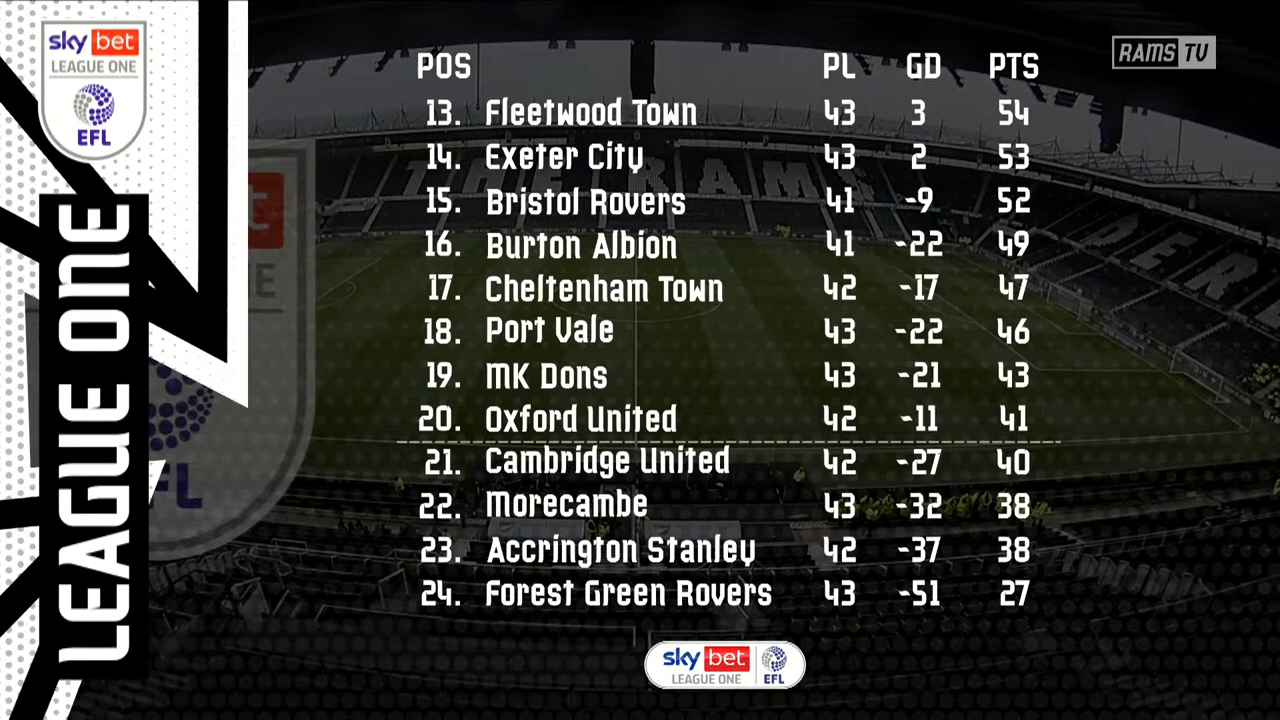 sky bet
LEAGUE ONE
EFL
LEAGUE ONE
RAMS TV
POS PL GD PTS
13. Fleetwood Town 43 3 54
14. Exeter City 43 2 53
15. Bristol Rovers 41 -9 52
16. Burton Albion 41 -22 49
17. Cheltenham Town 42 -17 47
18. Port Vale 43 -22 46
19. MK Dons 43 -21 43
20. Oxford United 42 -11 41
21. Cambridge United 42 -27 40
22. Morecambe 43 -32 38
23. Accrington Stanley 42 -37 38
24. Forest Green Rovers 43 -51 27
THE RAMS
DER
sky bet
LEAGUE ONE
EFL